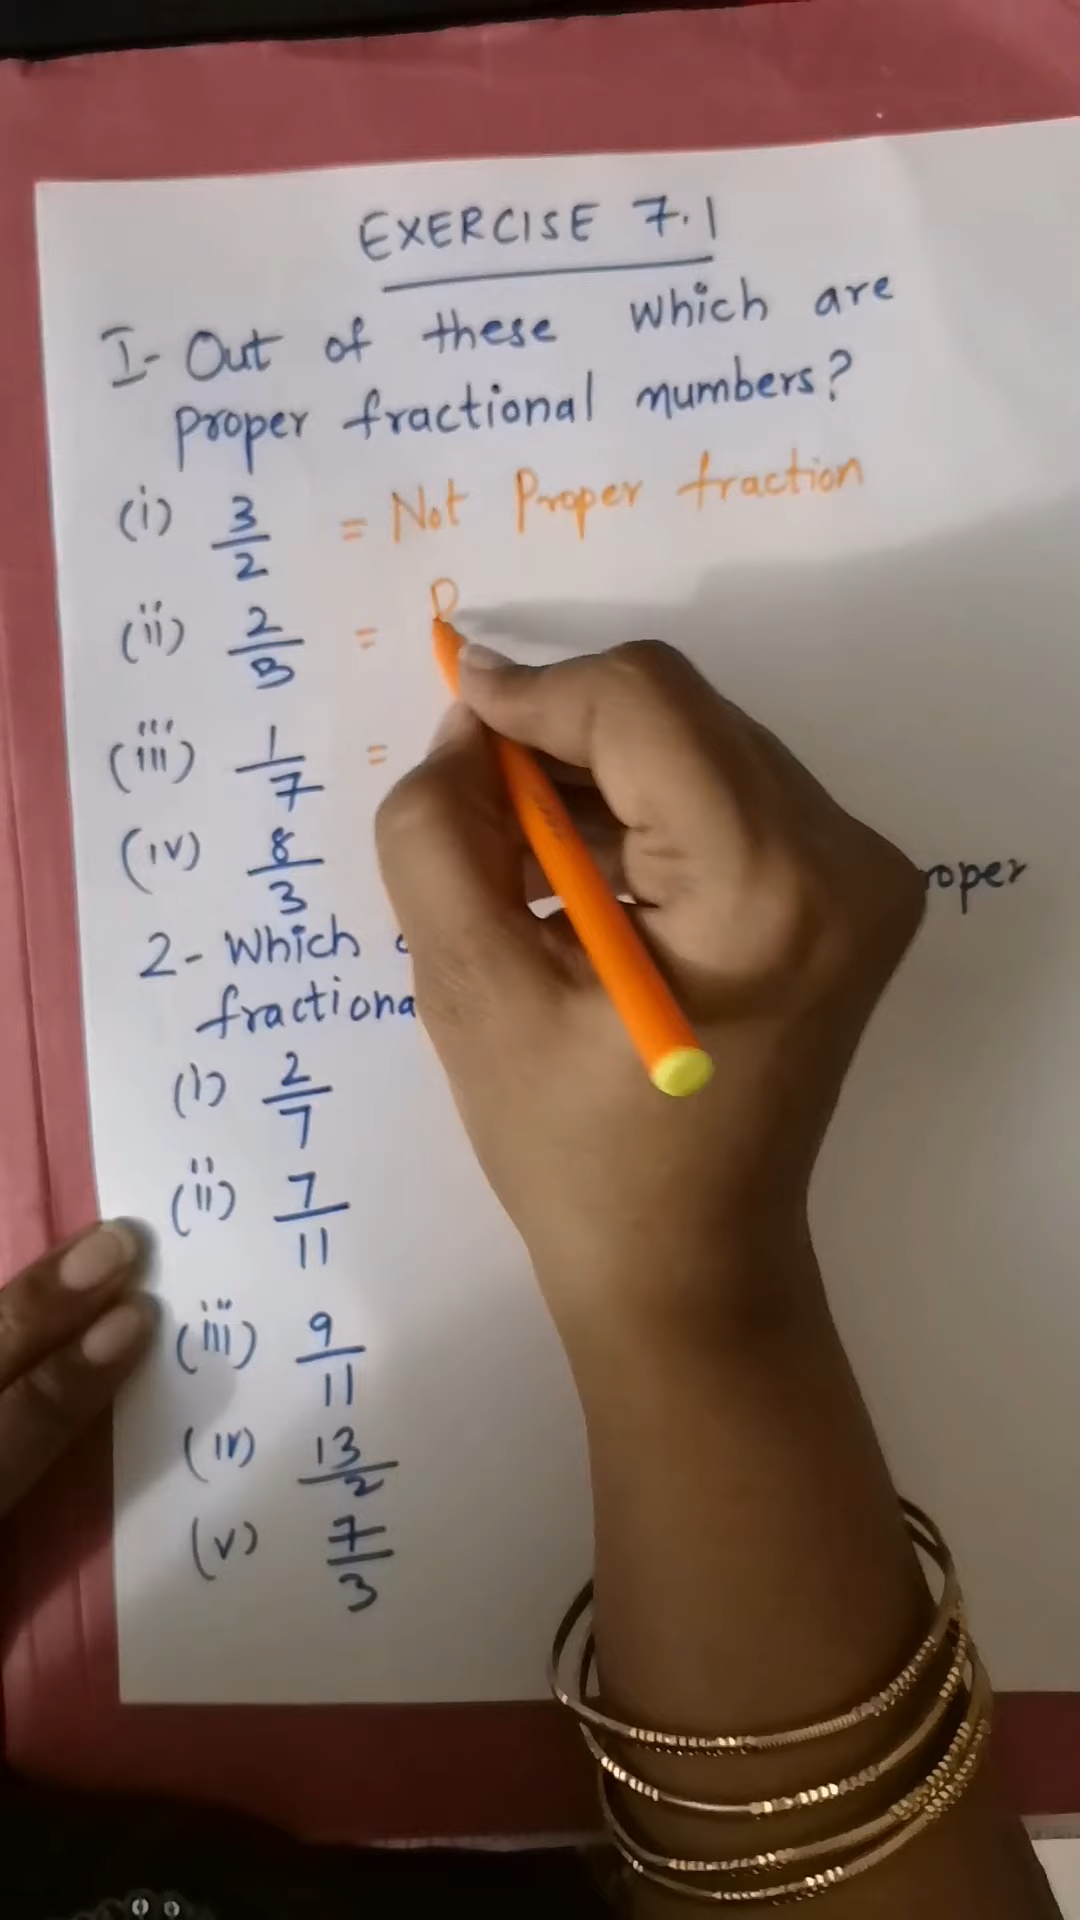 EXERCISE 7.1
I- Out of these which are
proper fractional numbers?
(i) 3/2 = Not Proper fraction
(ii) 2/3 = P
(iii) 1/7 =
(iv) 8/3
2- Which
fractiona
(i) 2/7
(ii) 7/11
(iii) 9/11
(iv) 13/2
(v) 7/3